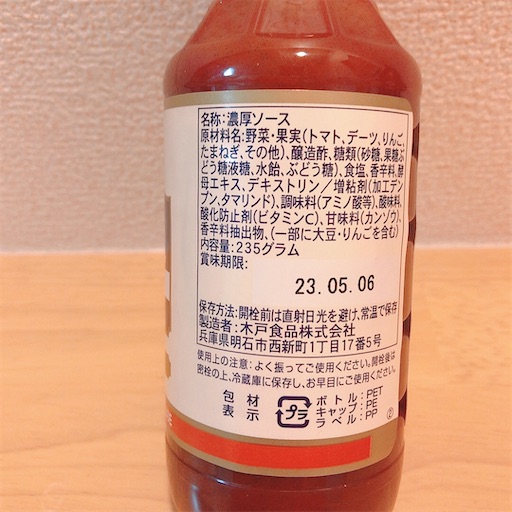 名称:濃厚ソース
原材料名:野菜・果実(トマト、デーツ、りんご、
たまねぎ、その他)、醸造酢、糖類(砂糖、果糖ぶ
どう糖液糖、水飴、ぶどう糖)、食塩、香辛料、酵
母エキス、デキストリン/増粘剤(加工デン
プン、タマリンド)、調味料(アミノ酸等)、酸味料、
酸化防止剤(ビタミンC)、甘味料(カンゾウ)、
香辛料抽出物、(一部に大豆・りんごを含む)
内容量:235グラム
賞味期限:
23.05.06
保存方法:開栓前は直射日光を避け、常温で保存
製造者:木戸食品株式会社
兵庫県明石市西新町1丁目17番5号
使用上の注意:よく振ってご使用ください。開栓後は
密栓の上、冷蔵庫に保存し、お早目にご使用ください。
包材
表示
プラ
ボトル:PET
キャップ:PE
ラベル:PP
②